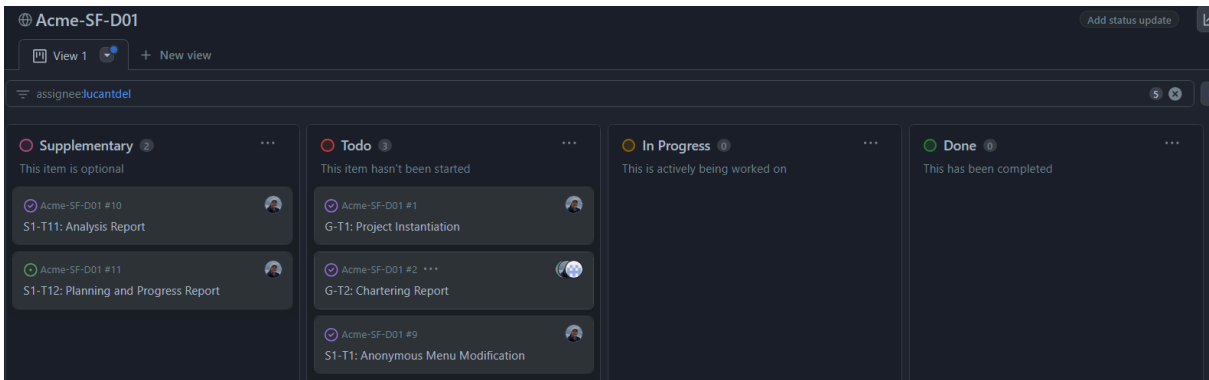 Acme-SF-D01
Add status update
View 1
+ New view
assignee:lucantdel
5
Supplementary 2
This item is optional
Acme-SF-D01 #10
S1-T11: Analysis Report
Acme-SF-D01 #11
S1-T12: Planning and Progress Report
Todo 3
This item hasn't been started
Acme-SF-D01 #1
G-T1: Project Instantiation
Acme-SF-D01 #2 ···
G-T2: Chartering Report
Acme-SF-D01 #9
S1-T1: Anonymous Menu Modification
In Progress 0
This is actively being worked on
Done 0
This has been completed